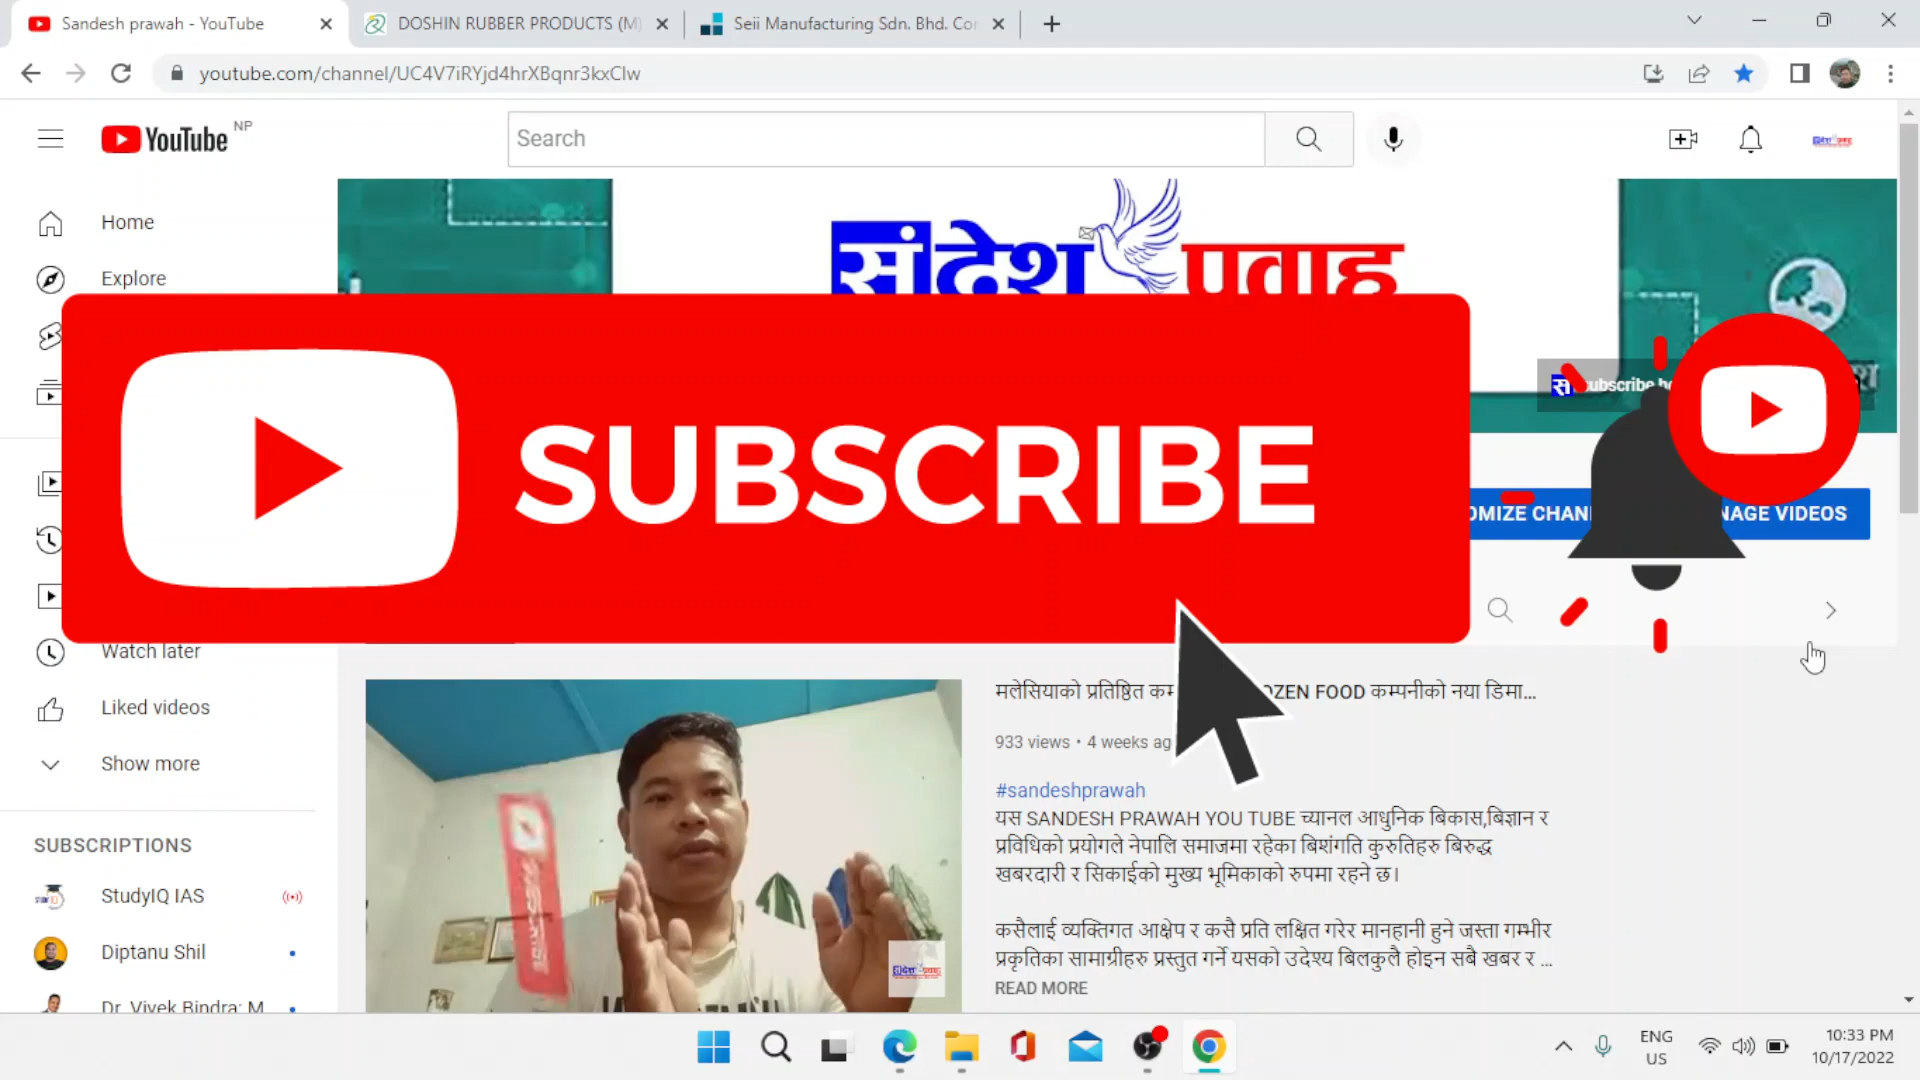 Sandesh prawah - YouTube
DOSHIN RUBBER PRODUCTS (M)
Seii Manufacturing Sdn. Bhd. Co
youtube.com/channel/UC4V7iRYjd4hrXBqnr3kxClw
YouTube NP
Search
संदेश प्रवाह
Home
Explore
subscribe
SUBSCRIBE
OMIZE CHAN
NAGE VIDEOS
Watch later
Liked videos
Show more
SUBSCRIPTIONS
StudyIQ IAS
Diptanu Shil
Dr. Vivek Bindra: M
मलेसियाको प्रतिष्ठित कम
OZEN FOOD कम्पनीको नया डिमा...
933 views • 4 weeks ag
#sandeshprawah
यस SANDESH PRAWAH YOU TUBE च्यानल आधुनिक बिकास,बिज्ञान र
प्रविधिको प्रयोगले नेपालि समाजमा रहेका बिशंगति कुरुतिहरु बिरुद्ध
खबरदारी र सिकाईको मुख्य भूमिकाको रुपमा रहने छ।
कसैलाई व्यक्तिगत आक्षेप र कसै प्रति लक्षित गरेर मानहानी हुने जस्ता गम्भीर
प्रकृतिका सामाग्रीहरु प्रस्तुत गर्ने यसको उदेश्य बिलकुलै होइन सबै खबर र ...
READ MORE
ENG
US
10:33 PM
10/17/2022